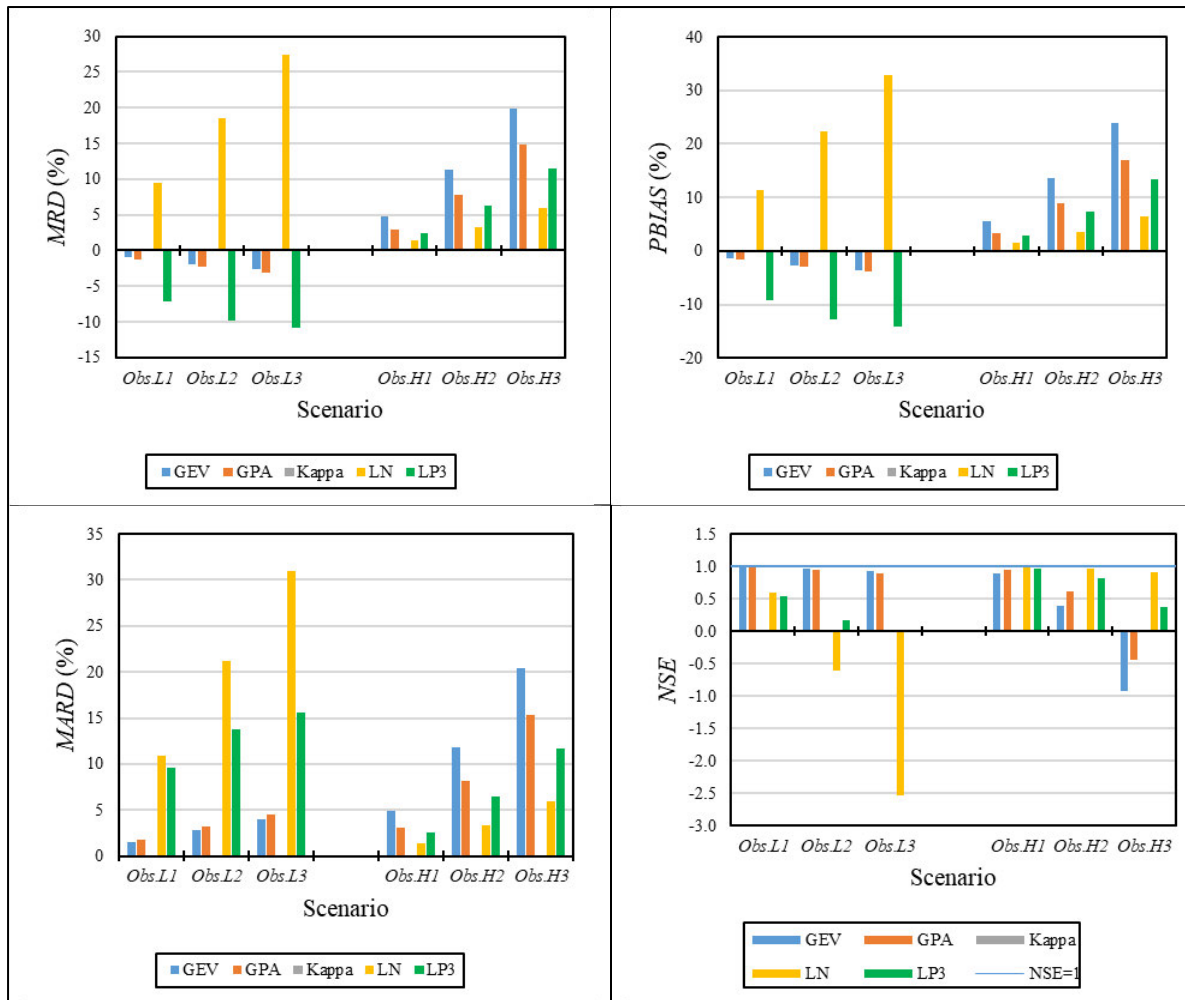 30
25
20
15
10
5
0
-5
-10
-15
MRD (%)
Obs.L1 Obs.L2 Obs.L3 Obs.H1 Obs.H2 Obs.H3
Scenario
GEV GPA Kappa LN LP3
40
30
20
10
0
-10
-20
PBIAS (%)
Obs.L1 Obs.L2 Obs.L3 Obs.H1 Obs.H2 Obs.H3
Scenario
GEV GPA Kappa LN LP3
35
30
25
20
15
10
5
0
MARD (%)
Obs.L1 Obs.L2 Obs.L3 Obs.H1 Obs.H2 Obs.H3
Scenario
GEV GPA Kappa LN LP3
1.5
1.0
0.5
0.0
-0.5
-1.0
-1.5
-2.0
-2.5
-3.0
NSE
Obs.L1 Obs.L2 Obs.L3 Obs.H1 Obs.H2 Obs.H3
Scenario
GEV GPA Kappa
LN LP3 NSE=1